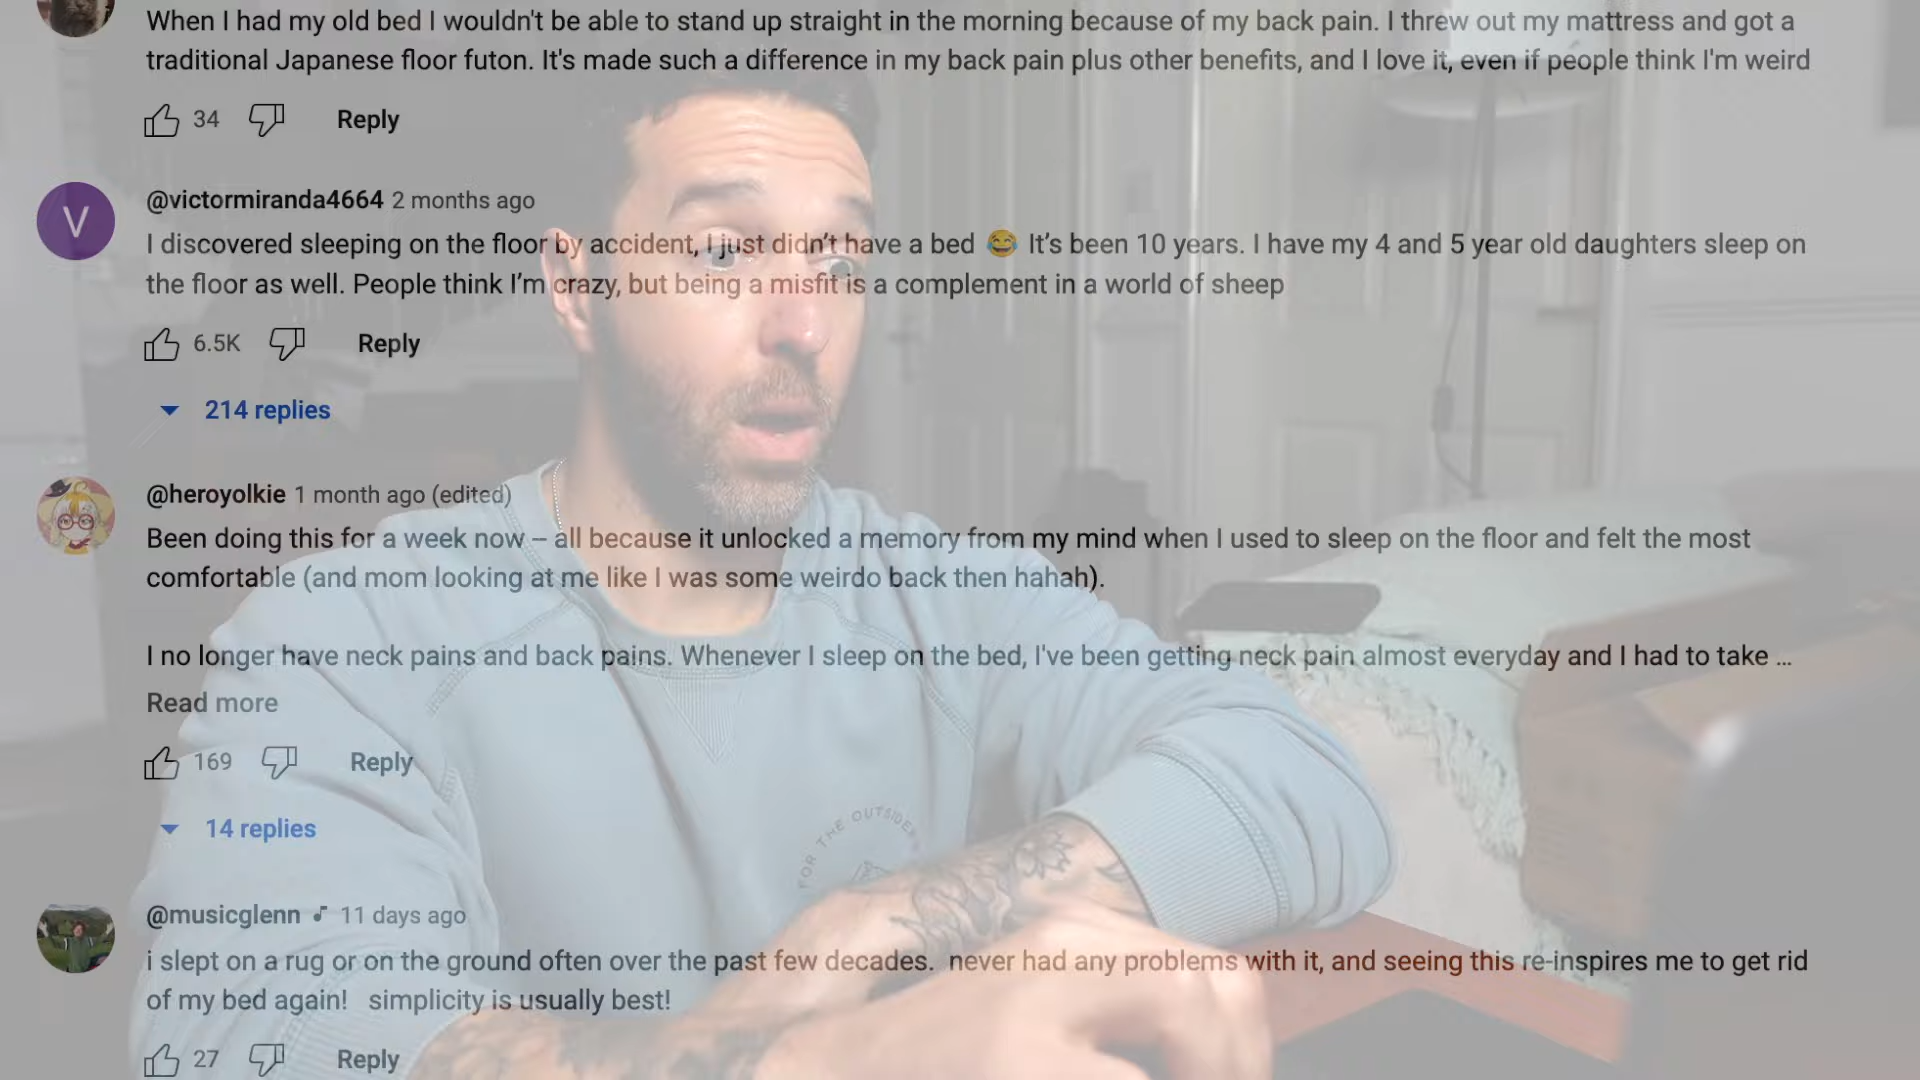 When I had my old bed I wouldn't be able to stand up straight in the morning because of my back pain. I threw out my mattress and got a
traditional Japanese floor futon. It's made such a difference in my back pain plus other benefits, and I love it, even if people think I'm weird
34 Reply
V
@victormiranda4664 2 months ago
I discovered sleeping on the floor by accident, I just didn’t have a bed 😂 It’s been 10 years. I have my 4 and 5 year old daughters sleep on
the floor as well. People think I’m crazy, but being a misfit is a complement in a world of sheep
6.5K Reply
214 replies
@heroyolkie 1 month ago (edited)
Been doing this for a week now – all because it unlocked a memory from my mind when I used to sleep on the floor and felt the most
comfortable (and mom looking at me like I was some weirdo back then hahah).
I no longer have neck pains and back pains. Whenever I sleep on the bed, I've been getting neck pain almost everyday and I had to take ...
Read more
169 Reply
14 replies
FOR THE OUTSIDE
@musicglenn 11 days ago
i slept on a rug or on the ground often over the past few decades. never had any problems with it, and seeing this re-inspires me to get rid
of my bed again! simplicity is usually best!
27 Reply